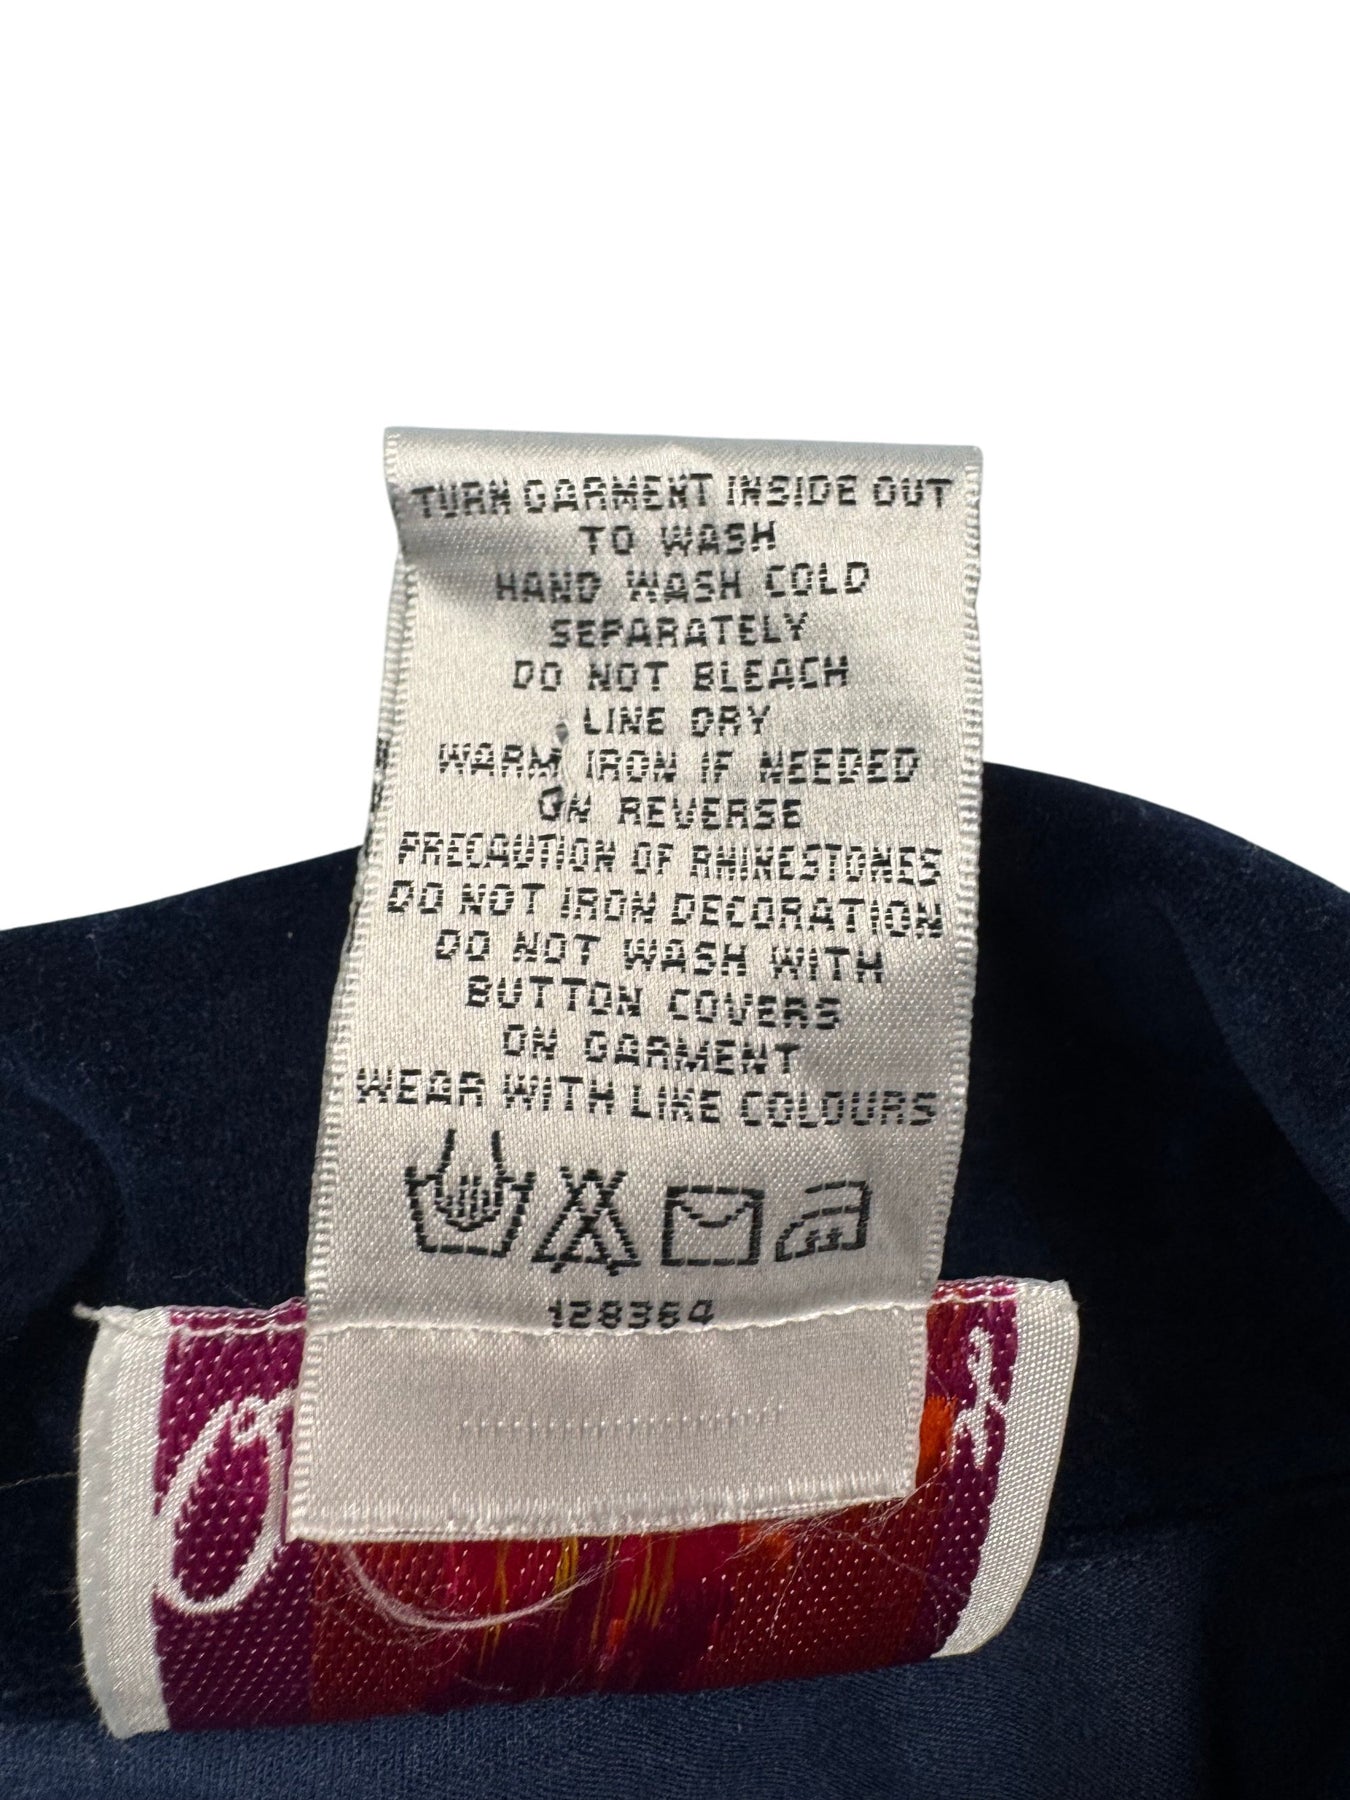 TURN GARMENT INSIDE OUT
TO WASH
HAND WASH COLD
SEPARATELY
DO NOT BLEACH
LINE DRY
WARM IRON IF NEEDED
ON REVERSE
PRECAUTION OF RHINESTONES
DO NOT IRON DECORATION
DO NOT WASH WITH
BUTTON COVERS
ON GARMENT
WEAR WITH LIKE COLOURS
128364